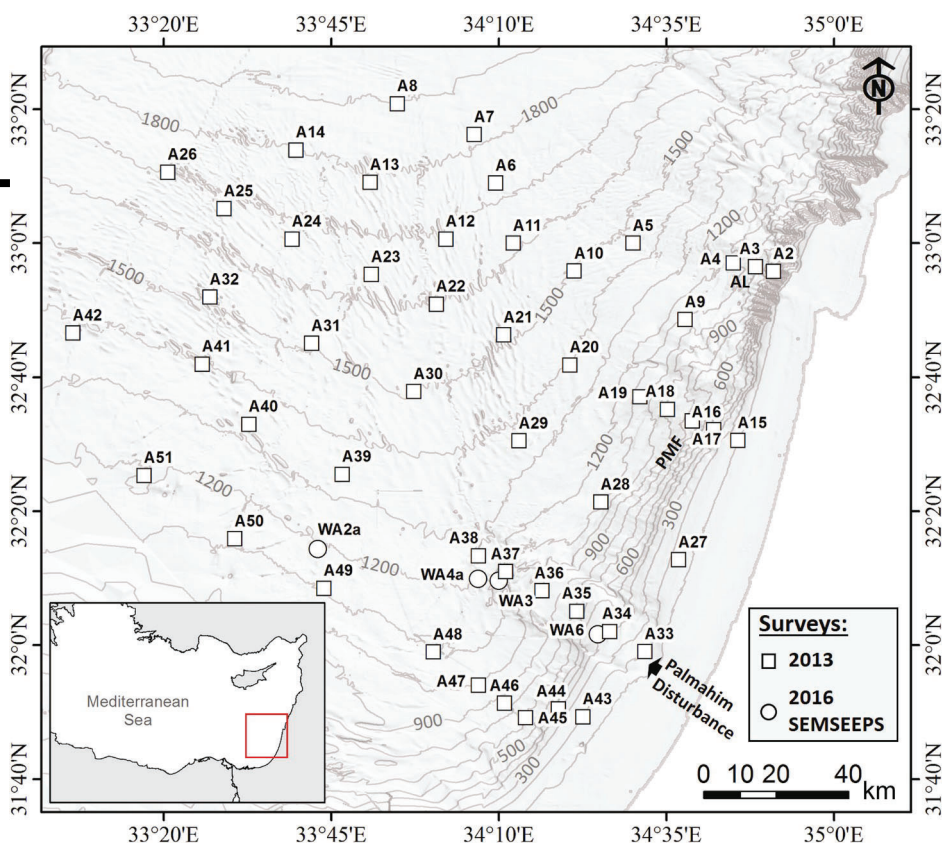 33°20'E 33°45'E 34°10'E 34°35'E 35°0'E
33°20'N
33°0'N
32°40'N
32°20'N
32°0'N
31°40'N
N
A8
A7
1800
1800
A14
A13
A6
1500
A26
A25
A24
A12
A11
A5
1200
A4
A3
A2
AL
A23
A10
1500
A32
A22
1500
A9
900
A42
A31
A21
A41
1500
A20
600
A30
A19
A18
A16
A15
A17
A40
A29
1200
PMF
A51
A39
1200
A28
300
A50
WA2a
900
600
A38
A37
A27
A49
1200
WA4a
WA3
A36
A35
A34
WA6
A33
A48
A47
A46
A44
A43
A45
900
500
300
Palmahim
Disturbance
Mediterranean
Sea
Surveys:
2013
2016
SEMSEEPS
0 10 20 40
km
33°20'N
33°0'N
32°40'N
32°20'N
32°0'N
31°40'N
33°20'E 33°45'E 34°10'E 34°35'E 35°0'E